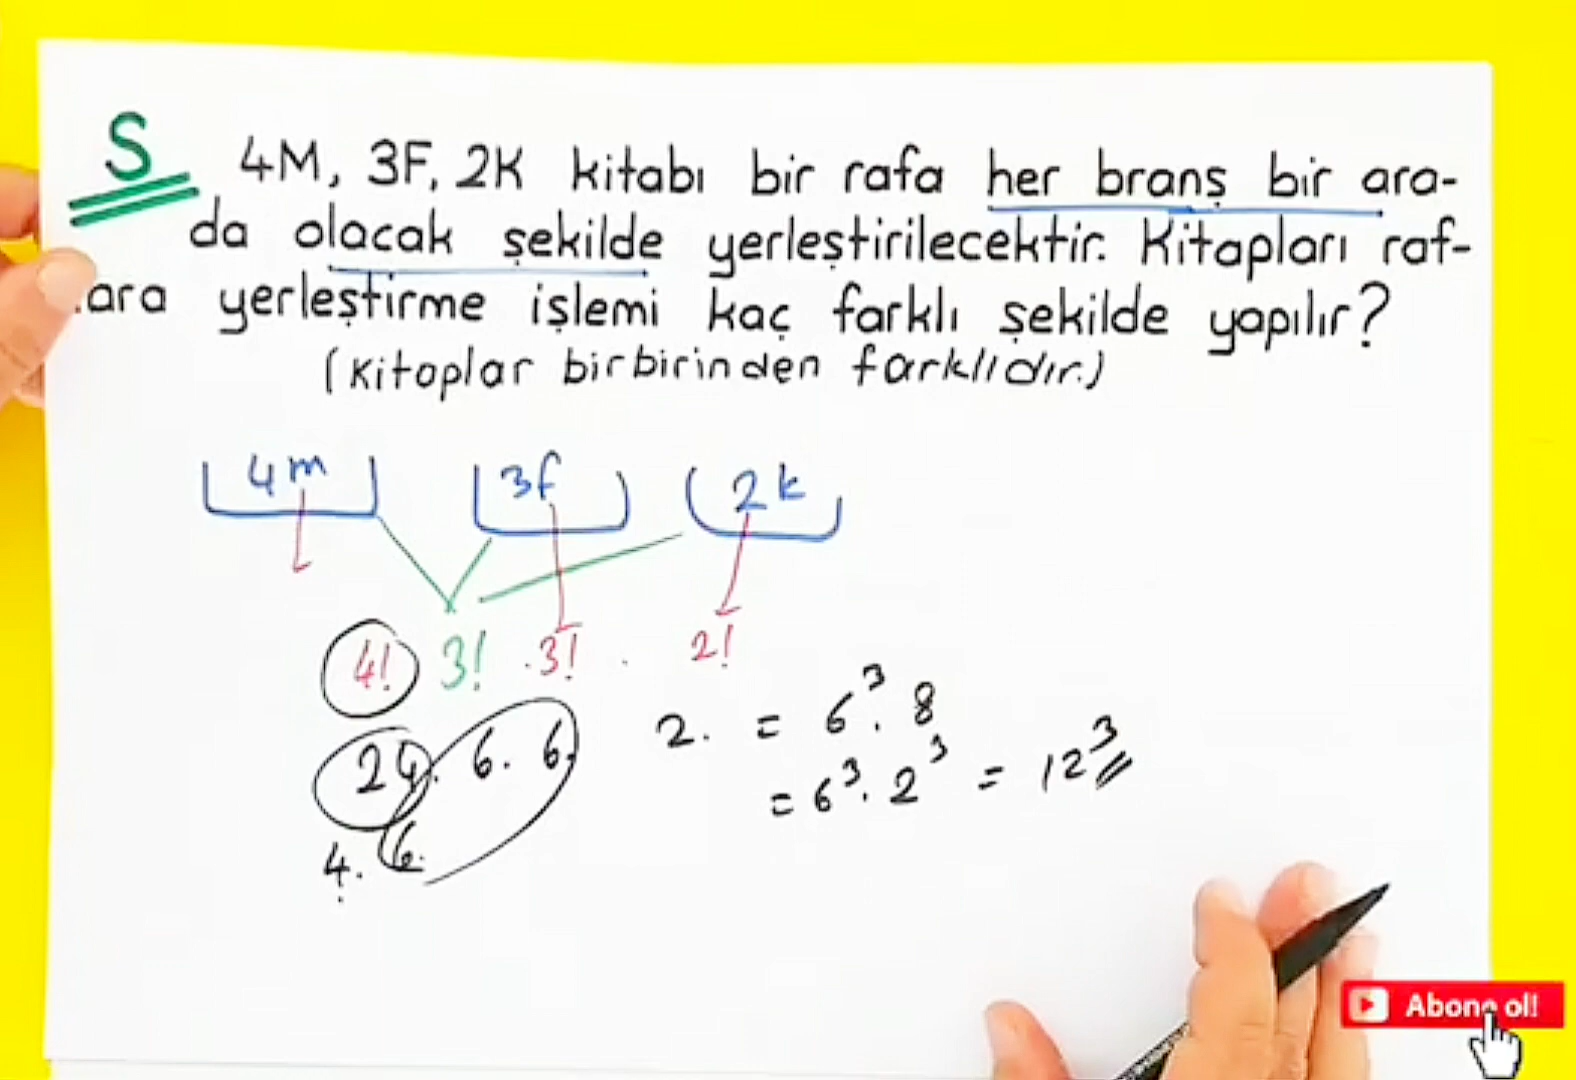 S 4M, 3F, 2K kitabı bir rafa her branş bir ara-
da olacak şekilde yerleştirilecektir. Kitapları raf-
lara yerleştirme işlemi kaç farklı şekilde yapılır?
(Kitaplar birbirinden farklıdır.)
4m 3f 2k
4! 3! . 3! . 2!
24. 6. 6. 2. = 6³. 8
= 6³. 2³ = 12³
4. 6.
Abone ol!